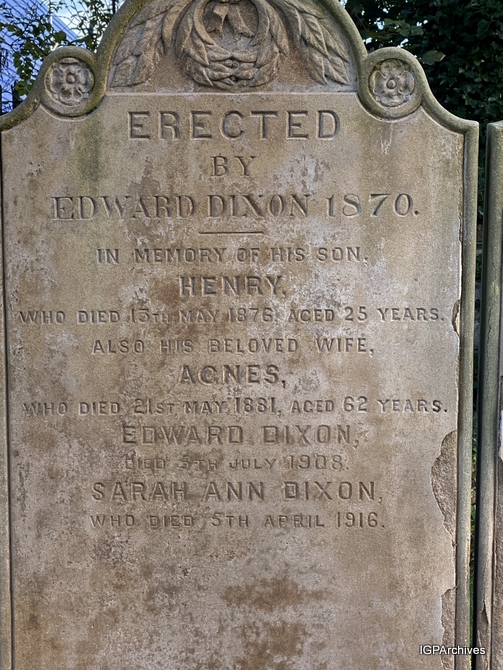 ERECTED
BY
EDWARD DIXON 1870.
IN MEMORY OF HIS SON,
HENRY,
WHO DIED 13TH MAY 1876, AGED 25 YEARS.
ALSO HIS BELOVED WIFE,
AGNES,
WHO DIED 21ST MAY 1881, AGED 62 YEARS.
EDWARD DIXON,
DIED 5TH JULY 1908.
SARAH ANN DIXON,
WHO DIED 5TH APRIL 1916.
IGPArchives